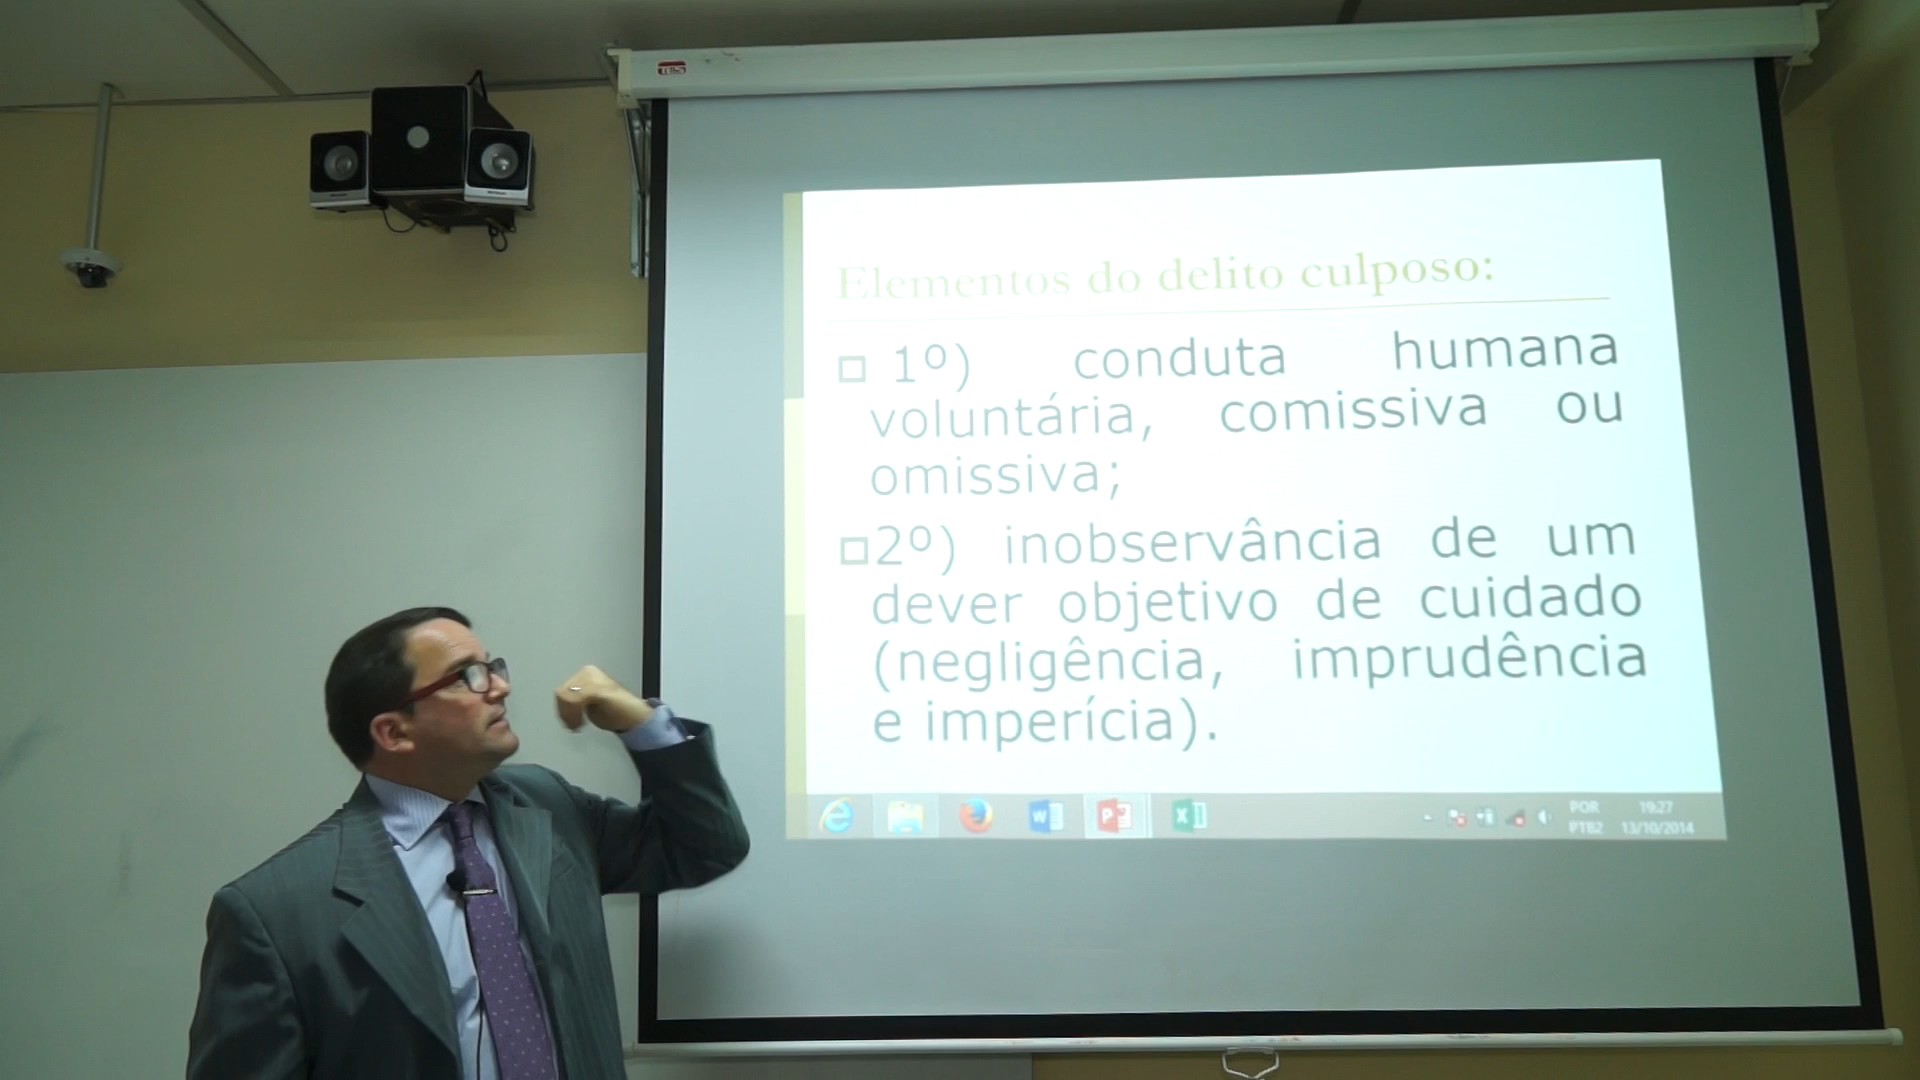 TES
Elementos do delito culposo:
1º) conduta humana
voluntária, comissiva ou
omissiva;
2º) inobservância de um
dever objetivo de cuidado
(negligência, imprudência
e imperícia).
POR 19:27
PTB2 13/10/2014